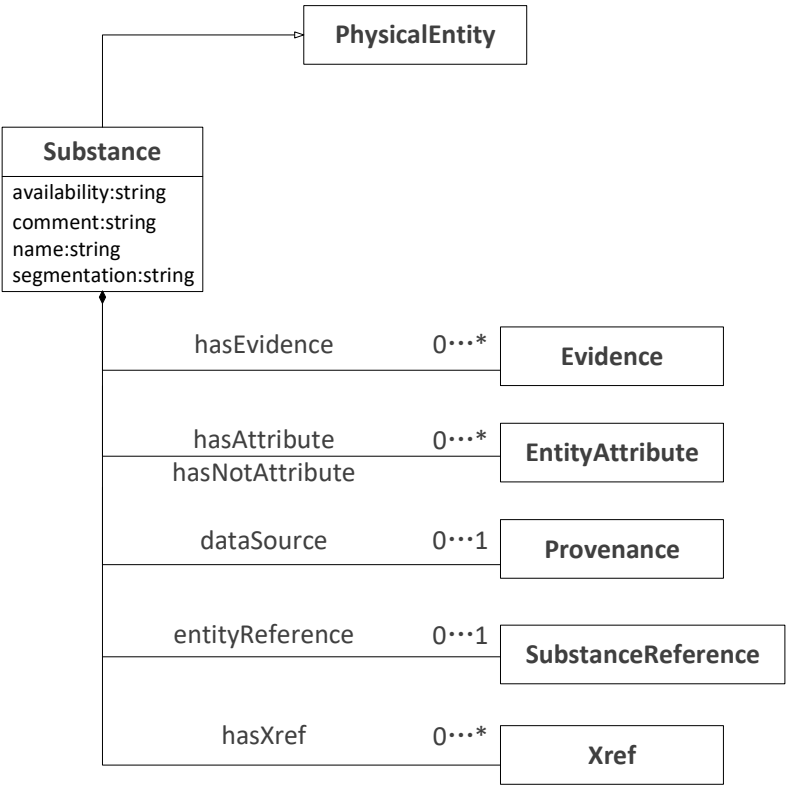 PhysicalEntity
Substance
availability:string
comment:string
name:string
segmentation:string
hasEvidence 0···*
Evidence
hasAttribute 0···*
hasNotAttribute
EntityAttribute
dataSource 0···1
Provenance
entityReference 0···1
SubstanceReference
hasXref 0···*
Xref